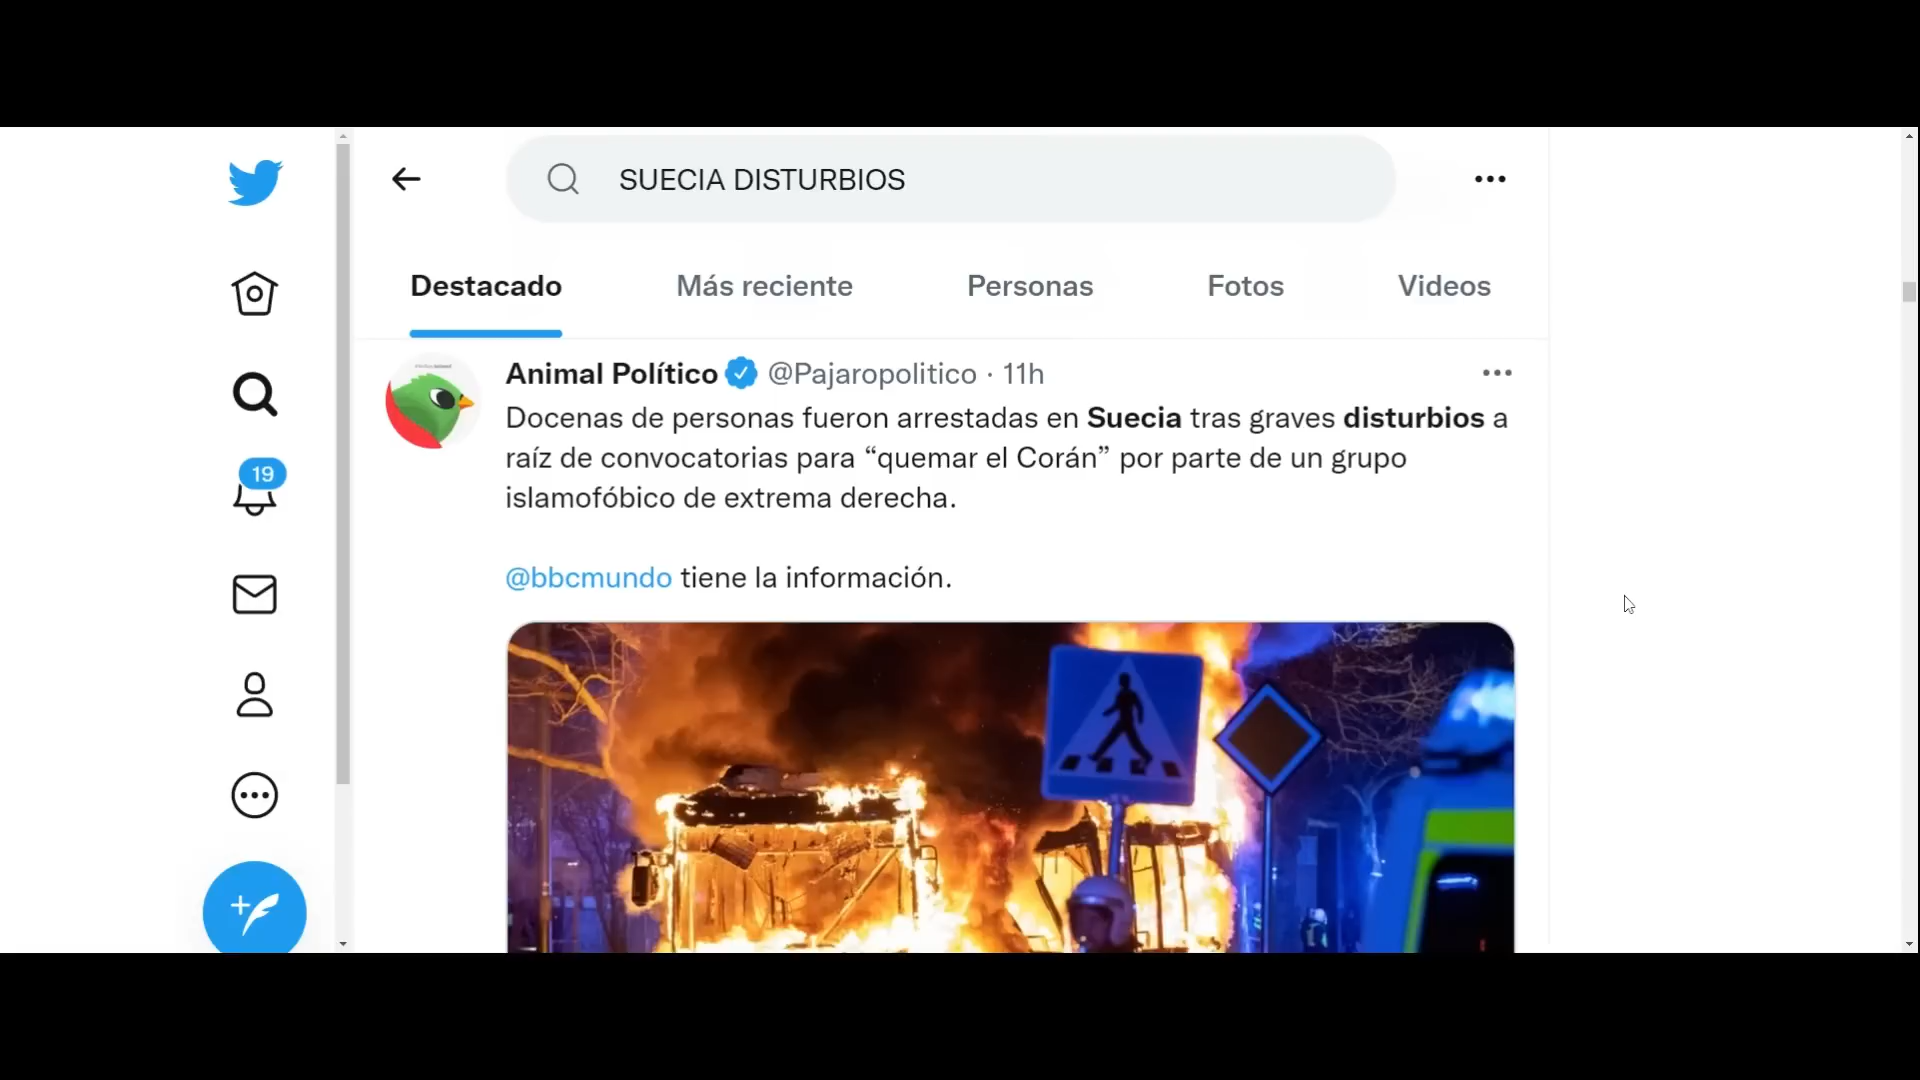 SUECIA DISTURBIOS
Destacado Más reciente Personas Fotos Videos
Animal Político @Pajaropolitico · 11h
Docenas de personas fueron arrestadas en Suecia tras graves disturbios a
raíz de convocatorias para “quemar el Corán” por parte de un grupo
islamofóbico de extrema derecha.
@bbcmundo tiene la información.
19